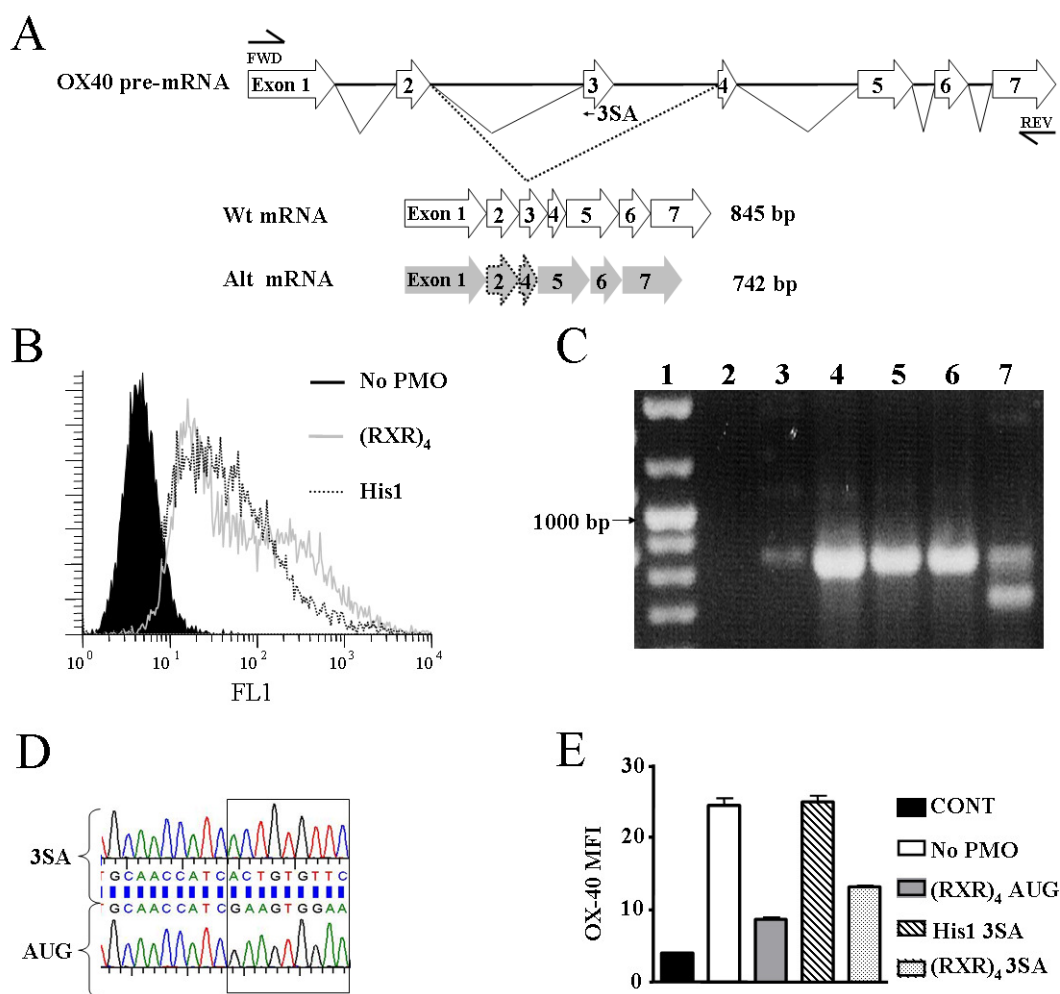 A
FWD
OX40 pre-mRNA
Exon 1 2 3 4 5 6 7
3SA
REV
Wt mRNA Exon 1 2 3 4 5 6 7 845 bp
Alt mRNA Exon 1 2 4 5 6 7 742 bp
B
No PMO
(RXR)4
His1
10^0 10^1 10^2 10^3 10^4
FL1
C
1 2 3 4 5 6 7
1000 bp
D
3SA
TGCAACCATCACTGTGTTC
TGCAACCATCGAAGTGGAA
AUG
E
OX-40 MFI
30
20
10
0
CONT
No PMO
(RXR)4 AUG
His1 3SA
(RXR)4 3SA